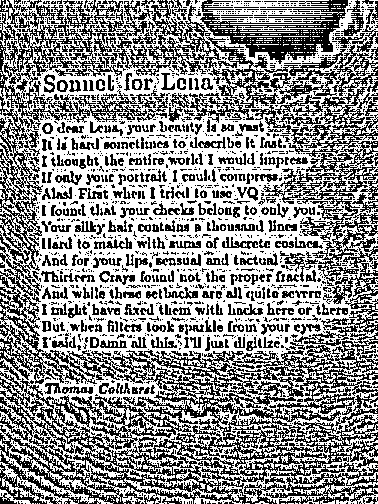 Sonnet for Lena
O dear Lena, your beauty is so vast
It is hard sometimes to describe it fast.
I thought the entire world I would impress
If only your portrait I could compress.
Alas! First when I tried to use VQ
I found that your cheeks belong to only you.
Your silky hair contains a thousand lines
Hard to match with sums of discrete cosines.
And for your lips, sensual and tactual
Thirteen Crays found not the proper fractal.
And while these setbacks are all quite severe
I might have fixed them with hacks here or there
But when filters took sparkle from your eyes
I said, 'Damn all this. I'll just digitize.'
Thomas Colthurst